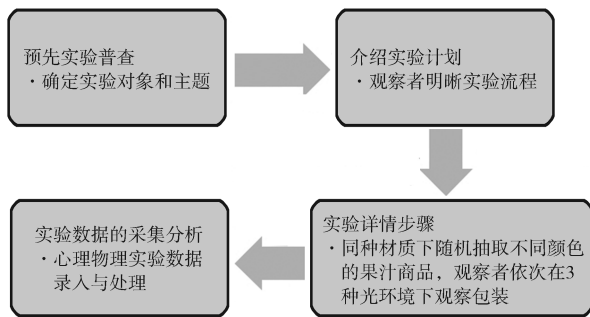 预先实验普查
·确定实验对象和主题
介绍实验计划
·观察者明晰实验流程
实验详情步骤
·同种材质下随机抽取不同颜色
的果汁商品，观察者依次在3
种光环境下观察包装
实验数据的采集分析
·心理物理实验数据
录入与处理